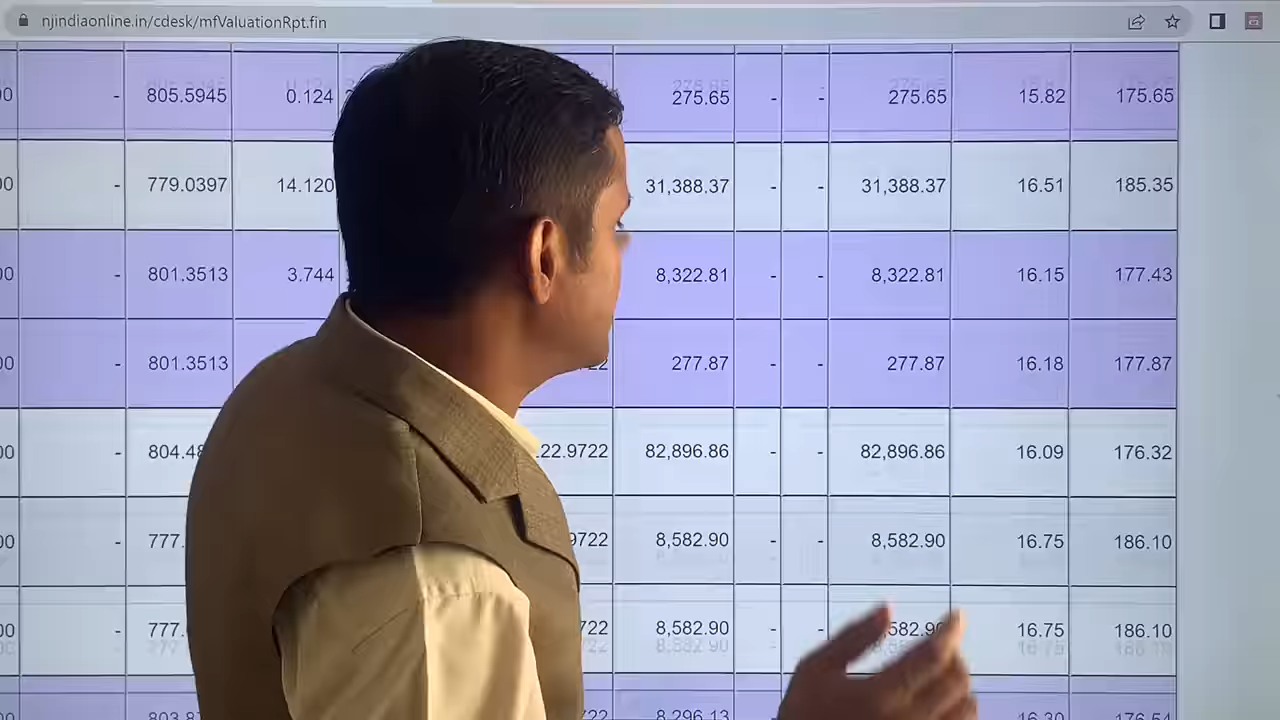 njindiaonline.in/cdesk/mfValuationRpt.fin
- 805.5945 0.124 275.65 - - 275.65 15.82 175.65
- 779.0397 14.120 31,388.37 - - 31,388.37 16.51 185.35
- 801.3513 3.744 8,322.81 - - 8,322.81 16.15 177.43
- 801.3513 277.87 - - 277.87 16.18 177.87
- 804.48 22.9722 82,896.86 - - 82,896.86 16.09 176.32
- 777. 9722 8,582.90 - - 8,582.90 16.75 186.10
- 777. 722 8,582.90 - - ,582.90 16.75 186.10
803.8 722 8,296.13 16.30 176.54